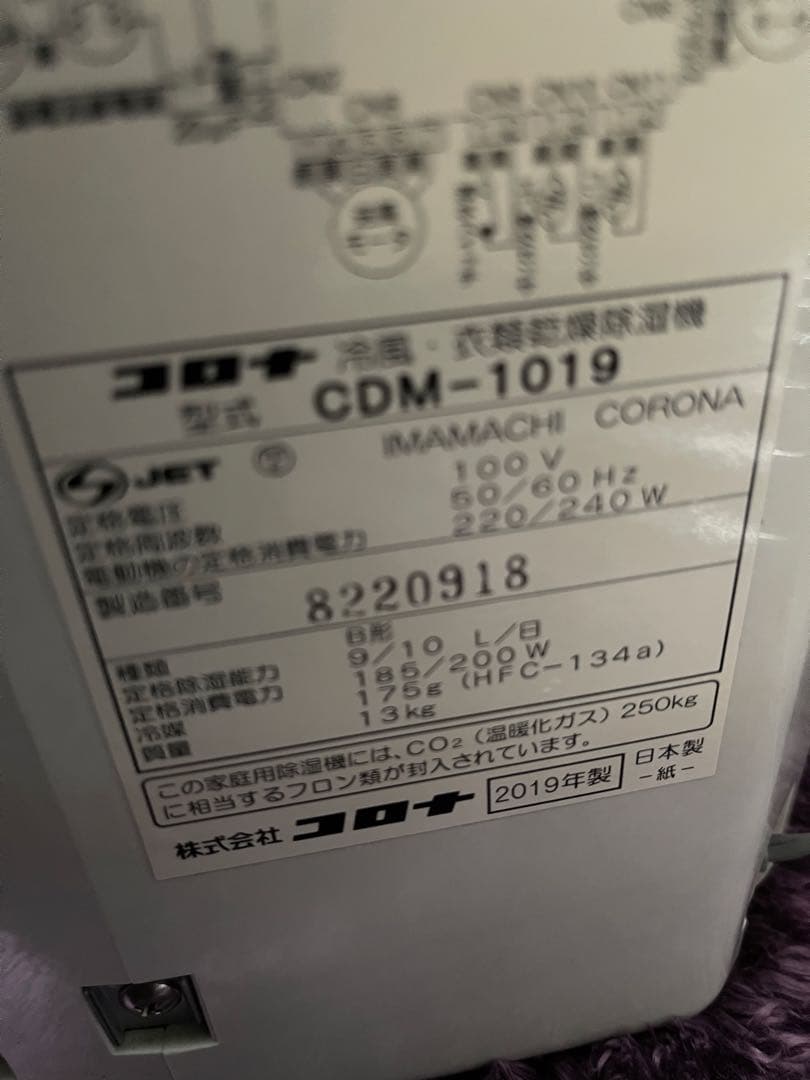 コロナ 冷風・衣類乾燥除湿機
型式 CDM-1019
JET IMAMACHI CORONA
定格電圧 100 V
定格周波数 50/60 Hz
電動機の定格消費電力 220/240 W
製造番号 8220918
種類 B形
定格除湿能力 9/10 L/日
定格消費電力 185/200 W
冷媒 175g (HFC-134a)
質量 13kg
この家庭用除湿機には、CO₂（温暖化ガス）250kg
に相当するフロン類が封入されています。
株式会社 コロナ 2019年製 日本製
-紙-